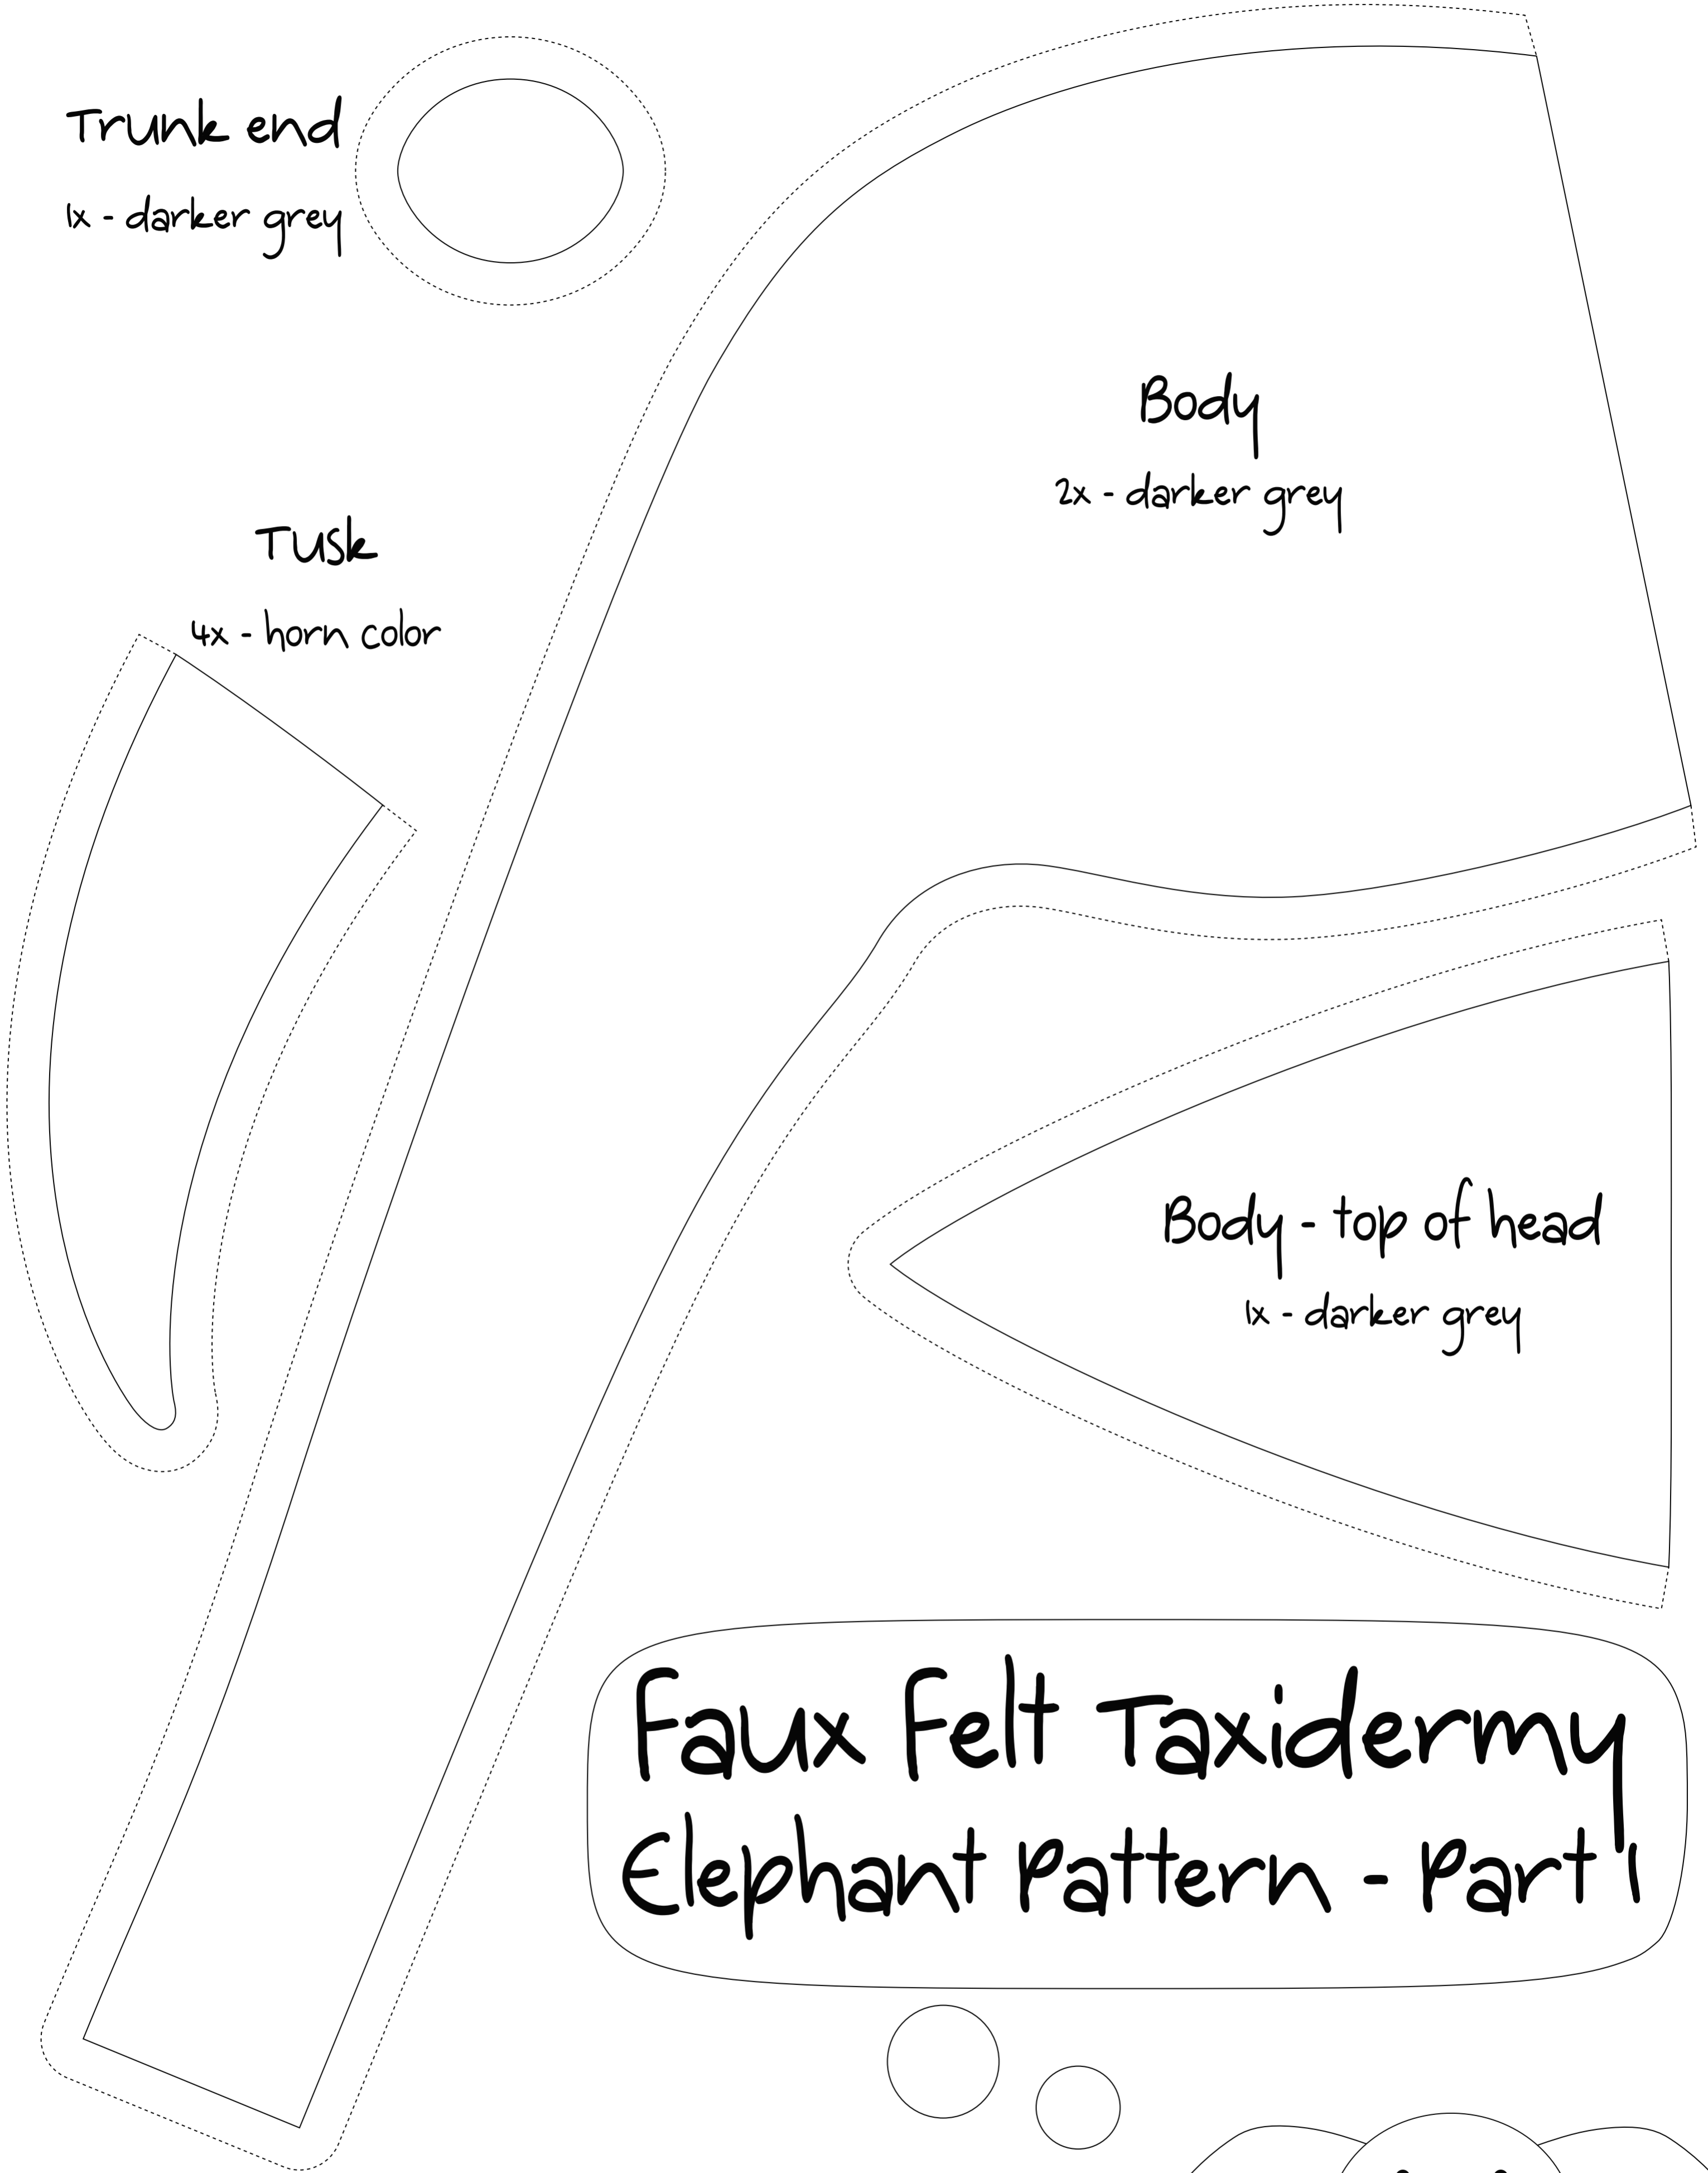 Trunk end
1x - darker grey
Body
2x - darker grey
Tusk
4x - horn color
Body - top of head
1x - darker grey
Faux Felt Taxidermy
Elephant Pattern - Part 1